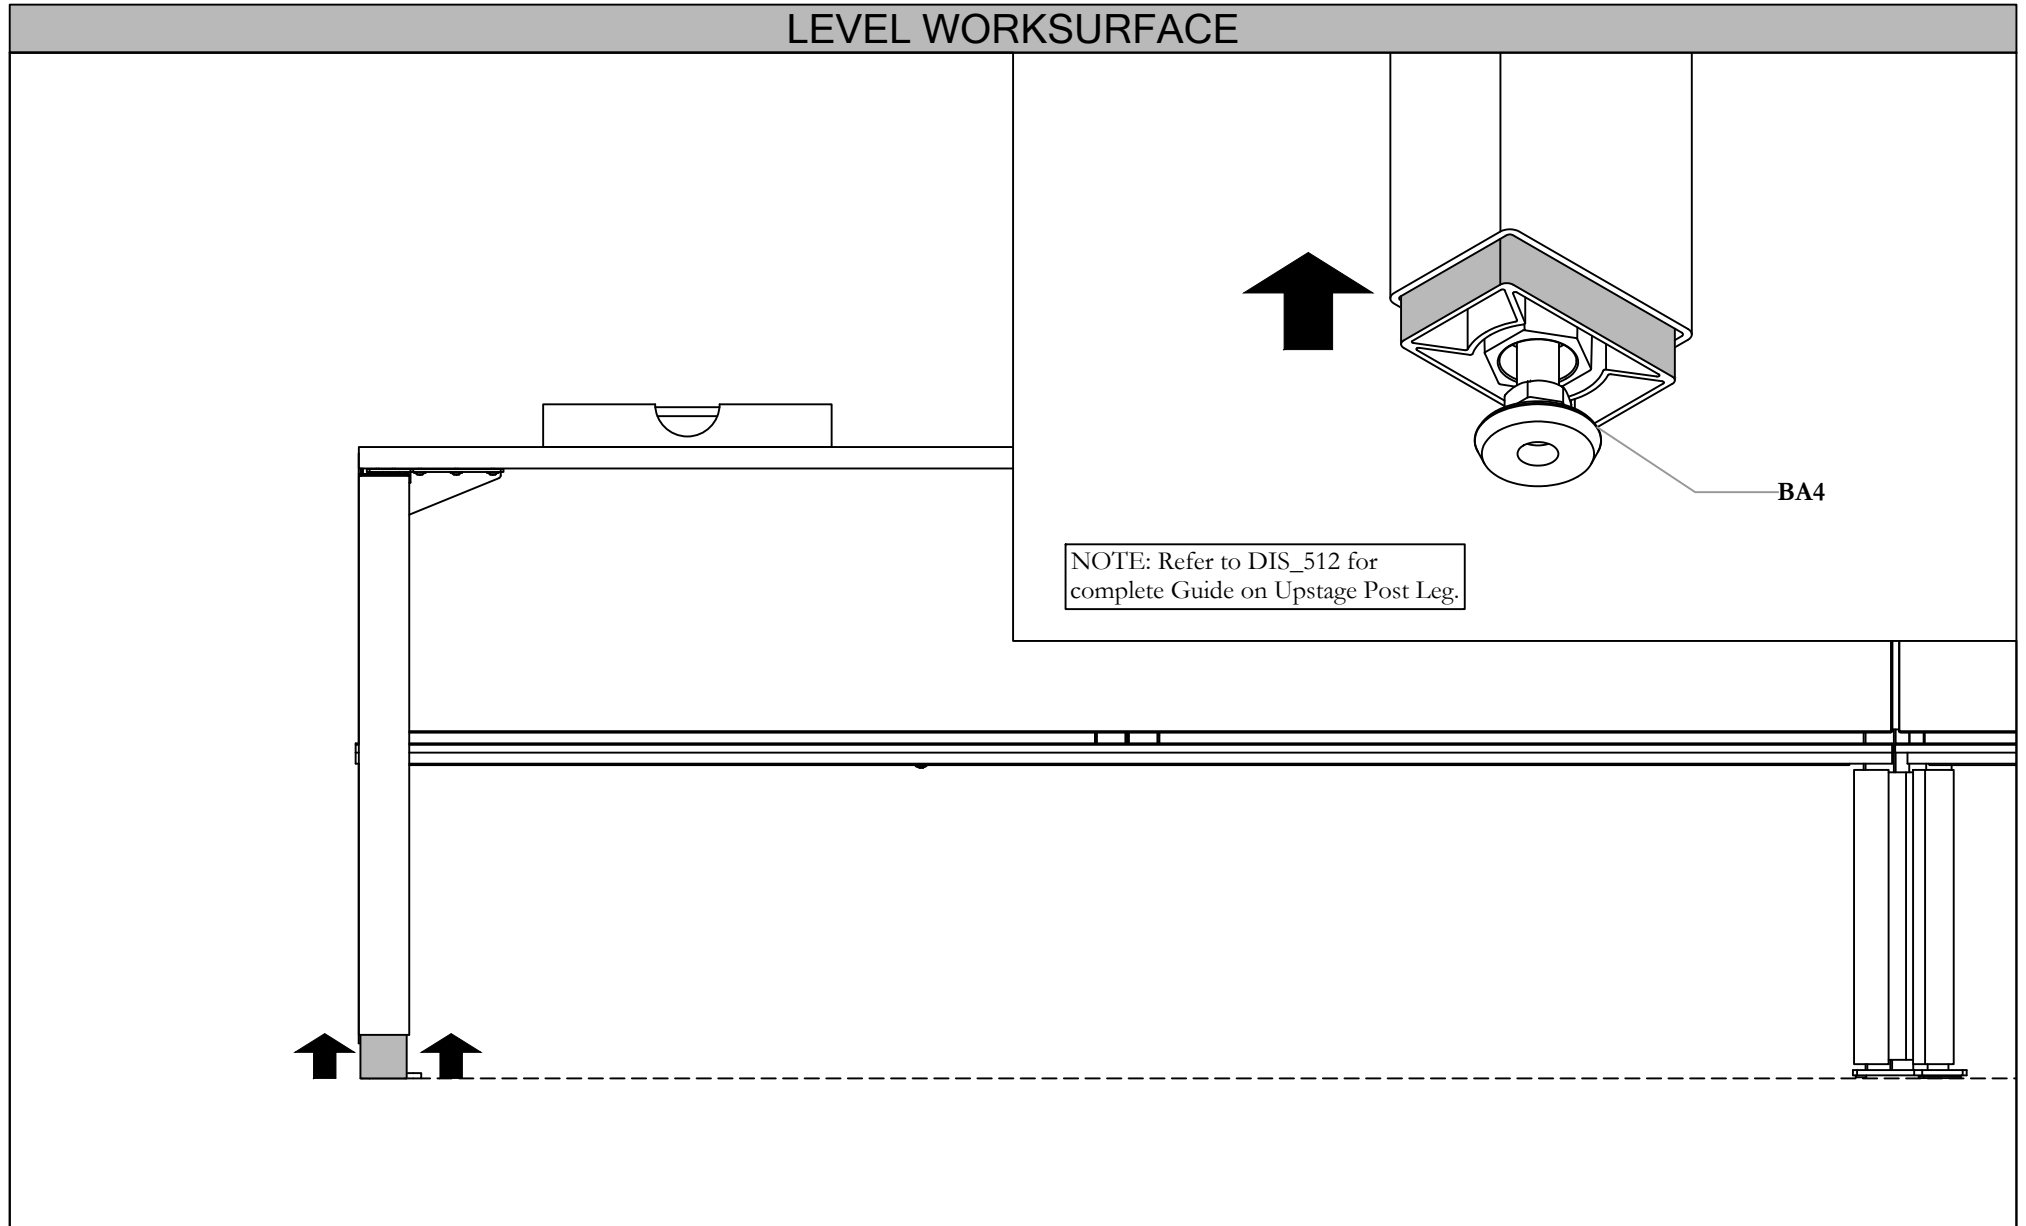 LEVEL WORKSURFACE
BA4
NOTE: Refer to DIS_512 for
complete Guide on Upstage Post Leg.